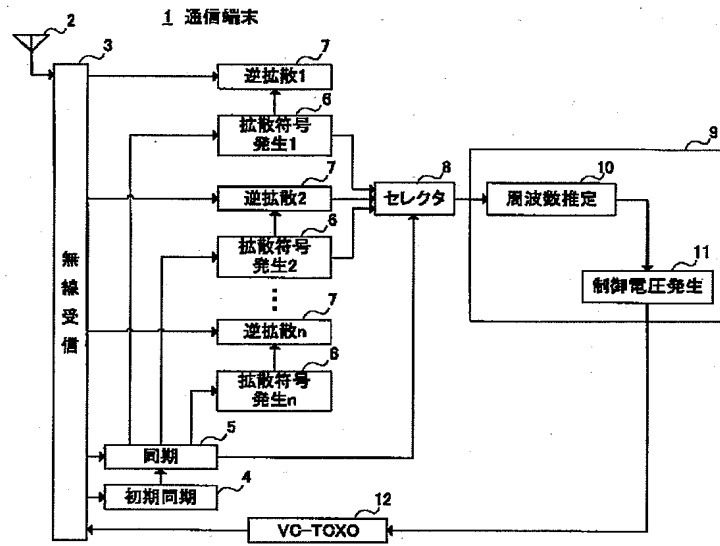 1 通信端末
2
3
無線受信
7
逆拡散1
6
拡散符号
発生1
7
逆拡散2
6
拡散符号
発生2
7
逆拡散n
6
拡散符号
発生n
8
セレクタ
9
10
周波数推定
11
制御電圧発生
5
同期
4
初期同期
12
VC-TCXO